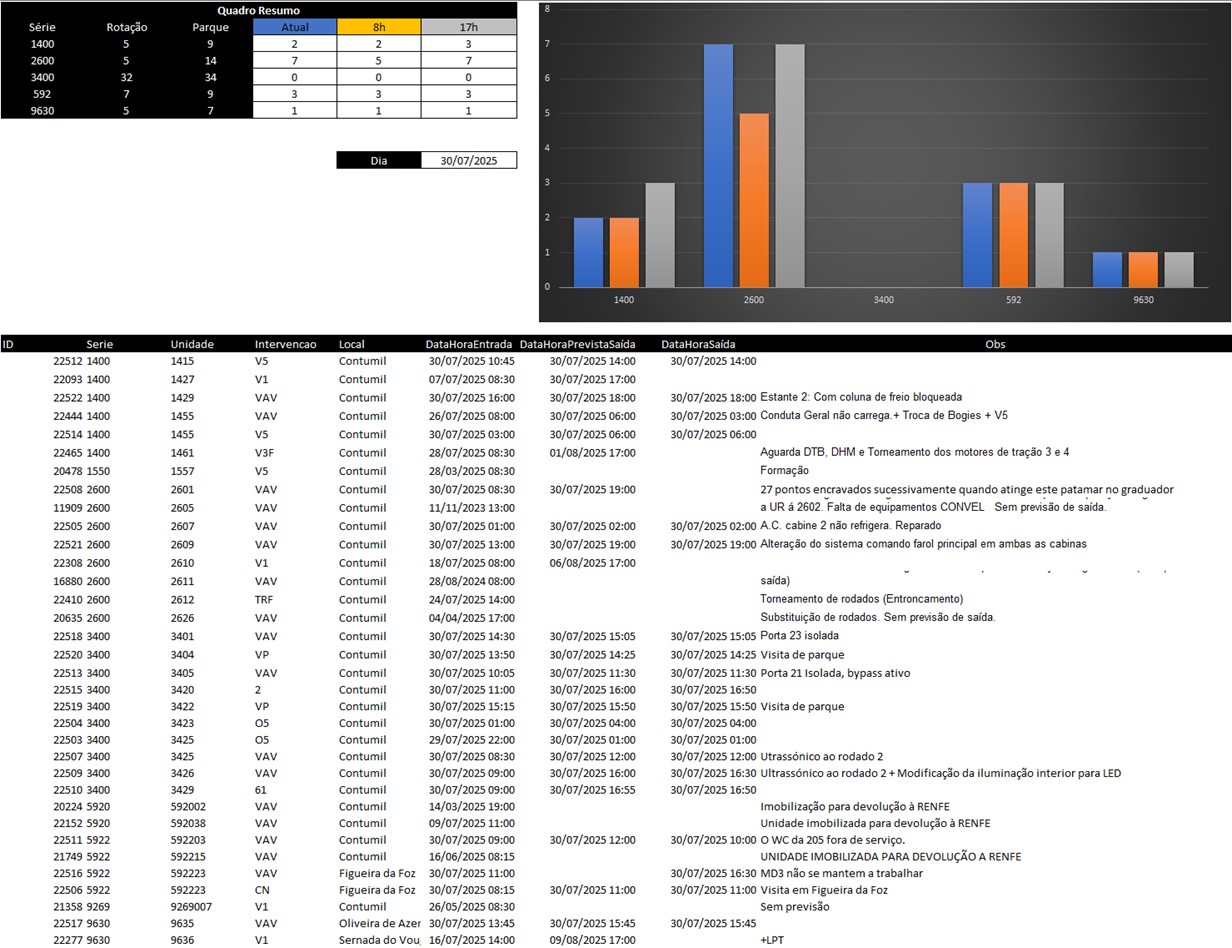 Quadro Resumo
Série Rotação Parque Atual 8h 17h
1400 5 9 2 2 3
2600 5 14 7 5 7
3400 32 34 0 0 0
592 7 9 3 3 3
9630 5 7 1 1 1
Dia 30/07/2025
8
7
6
5
4
3
2
1
0
1400 2600 3400 592 9630
ID Serie Unidade Intervencao Local DataHoraEntrada DataHoraPrevistaSaída DataHoraSaída Obs
22512 1400 1415 V5 Contumil 30/07/2025 10:45 30/07/2025 14:00 30/07/2025 14:00
22093 1400 1427 V1 Contumil 07/07/2025 08:30 30/07/2025 17:00
22522 1400 1429 VAV Contumil 30/07/2025 16:00 30/07/2025 18:00 30/07/2025 18:00 Estante 2: Com coluna de freio bloqueada
22444 1400 1455 VAV Contumil 26/07/2025 08:00 30/07/2025 06:00 30/07/2025 03:00 Conduta Geral não carrega.+ Troca de Bogies + V5
22514 1400 1455 V5 Contumil 30/07/2025 03:00 30/07/2025 06:00 30/07/2025 06:00
22465 1400 1461 V3F Contumil 28/07/2025 08:30 01/08/2025 17:00 Aguarda DTB, DHM e Torneamento dos motores de tração 3 e 4
20478 1550 1557 V5 Contumil 28/03/2025 08:30 Formação
22508 2600 2601 VAV Contumil 30/07/2025 08:30 30/07/2025 19:00 27 pontos encravados sucessivamente quando atinge este patamar no graduador
11909 2600 2605 VAV Contumil 11/11/2023 13:00 a UR á 2602. Falta de equipamentos CONVEL Sem previsão de saída.
22505 2600 2607 VAV Contumil 30/07/2025 01:00 30/07/2025 02:00 30/07/2025 02:00 A.C. cabine 2 não refrigera. Reparado
22521 2600 2609 VAV Contumil 30/07/2025 13:00 30/07/2025 19:00 30/07/2025 19:00 Alteração do sistema comando farol principal em ambas as cabinas
22308 2600 2610 V1 Contumil 18/07/2025 08:00 06/08/2025 17:00
16880 2600 2611 VAV Contumil 28/08/2024 08:00 saída)
22410 2600 2612 TRF Contumil 24/07/2025 14:00 Torneamento de rodados (Entroncamento)
20635 2600 2626 VAV Contumil 04/04/2025 17:00 Substituição de rodados. Sem previsão de saída.
22518 3400 3401 VAV Contumil 30/07/2025 14:30 30/07/2025 15:05 30/07/2025 15:05 Porta 23 isolada
22520 3400 3404 VP Contumil 30/07/2025 13:50 30/07/2025 14:25 30/07/2025 14:25 Visita de parque
22513 3400 3405 VAV Contumil 30/07/2025 10:05 30/07/2025 11:30 30/07/2025 11:30 Porta 21 Isolada, bypass ativo
22515 3400 3420 2 Contumil 30/07/2025 11:00 30/07/2025 16:00 30/07/2025 16:50
22519 3400 3422 VP Contumil 30/07/2025 15:15 30/07/2025 15:50 30/07/2025 15:50 Visita de parque
22504 3400 3423 O5 Contumil 30/07/2025 01:00 30/07/2025 04:00 30/07/2025 04:00
22503 3400 3425 O5 Contumil 29/07/2025 22:00 30/07/2025 01:00 30/07/2025 01:00
22507 3400 3425 VAV Contumil 30/07/2025 08:30 30/07/2025 12:00 30/07/2025 12:00 Utrassónico ao rodado 2
22509 3400 3426 VAV Contumil 30/07/2025 09:00 30/07/2025 16:00 30/07/2025 16:30 Ultrassónico ao rodado 2 + Modificação da iluminação interior para LED
22510 3400 3429 61 Contumil 30/07/2025 09:00 30/07/2025 16:55 30/07/2025 16:50
20224 5920 592002 VAV Contumil 14/03/2025 19:00 Imobilização para devolução à RENFE
22152 5920 592038 VAV Contumil 09/07/2025 11:00 Unidade imobilizada para devolução à RENFE
22511 5922 592203 VAV Contumil 30/07/2025 09:00 30/07/2025 12:00 30/07/2025 10:00 O WC da 205 fora de serviço.
21749 5922 592215 VAV Contumil 16/06/2025 08:15 UNIDADE IMOBILIZADA PARA DEVOLUÇÃO A RENFE
22516 5922 592223 VAV Figueira da Foz 30/07/2025 11:00 30/07/2025 16:30 MD3 não se mantem a trabalhar
22506 5922 592223 CN Figueira da Foz 30/07/2025 08:15 30/07/2025 11:00 30/07/2025 11:00 Visita em Figueira da Foz
21358 9269 9269007 V1 Contumil 26/05/2025 08:30 Sem previsão
22517 9630 9635 VAV Oliveira de Azer 30/07/2025 13:45 30/07/2025 15:45 30/07/2025 15:45
22277 9630 9636 V1 Sernada do Vou 16/07/2025 14:00 09/08/2025 17:00 +LPT